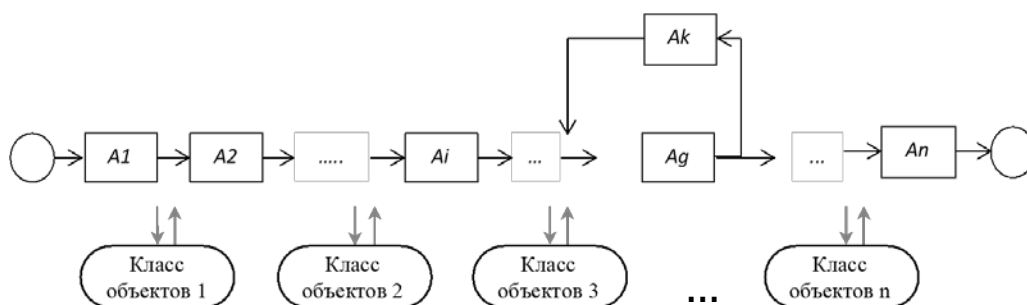 Ak
A1
A2
.....
Ai
...
Ag
...
An
Класс
объектов 1
Класс
объектов 2
Класс
объектов 3
...
Класс
объектов n